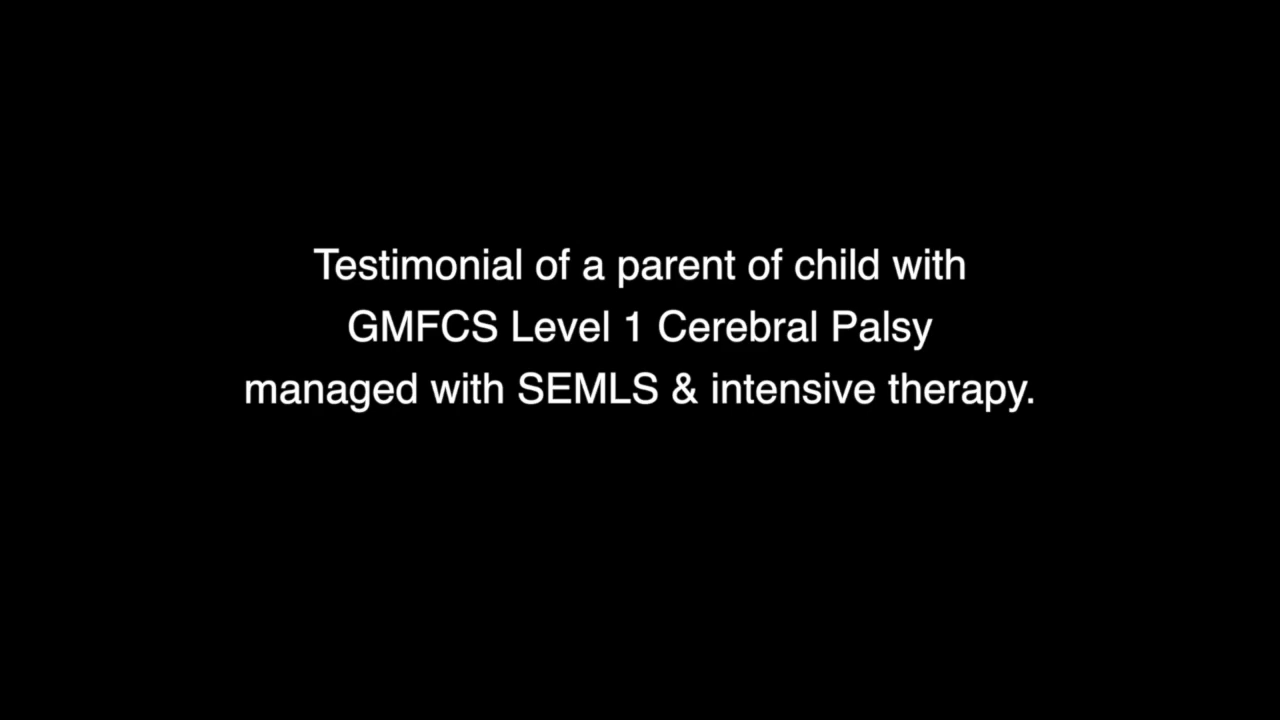 Testimonial of a parent of child with
GMFCS Level 1 Cerebral Palsy
managed with SEMLS & intensive therapy.